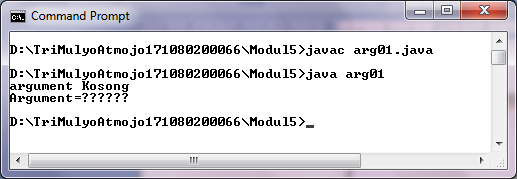 Command Prompt
D:\TriMulyoAtmojo171080200066\Modul5>javac arg01.java
D:\TriMulyoAtmojo171080200066\Modul5>java arg01
argument Kosong
Argument=??????
D:\TriMulyoAtmojo171080200066\Modul5>_